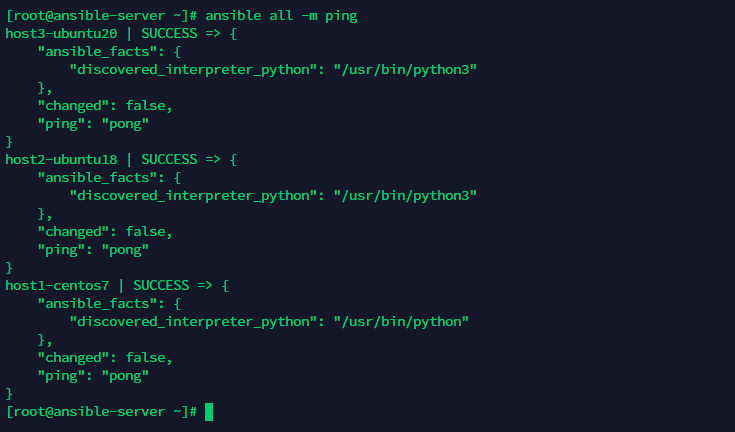 [root@ansible-server ~]# ansible all -m ping
host3-ubuntu20 | SUCCESS => {
    "ansible_facts": {
        "discovered_interpreter_python": "/usr/bin/python3"
    },
    "changed": false,
    "ping": "pong"
}
host2-ubuntu18 | SUCCESS => {
    "ansible_facts": {
        "discovered_interpreter_python": "/usr/bin/python3"
    },
    "changed": false,
    "ping": "pong"
}
host1-centos7 | SUCCESS => {
    "ansible_facts": {
        "discovered_interpreter_python": "/usr/bin/python"
    },
    "changed": false,
    "ping": "pong"
}
[root@ansible-server ~]#